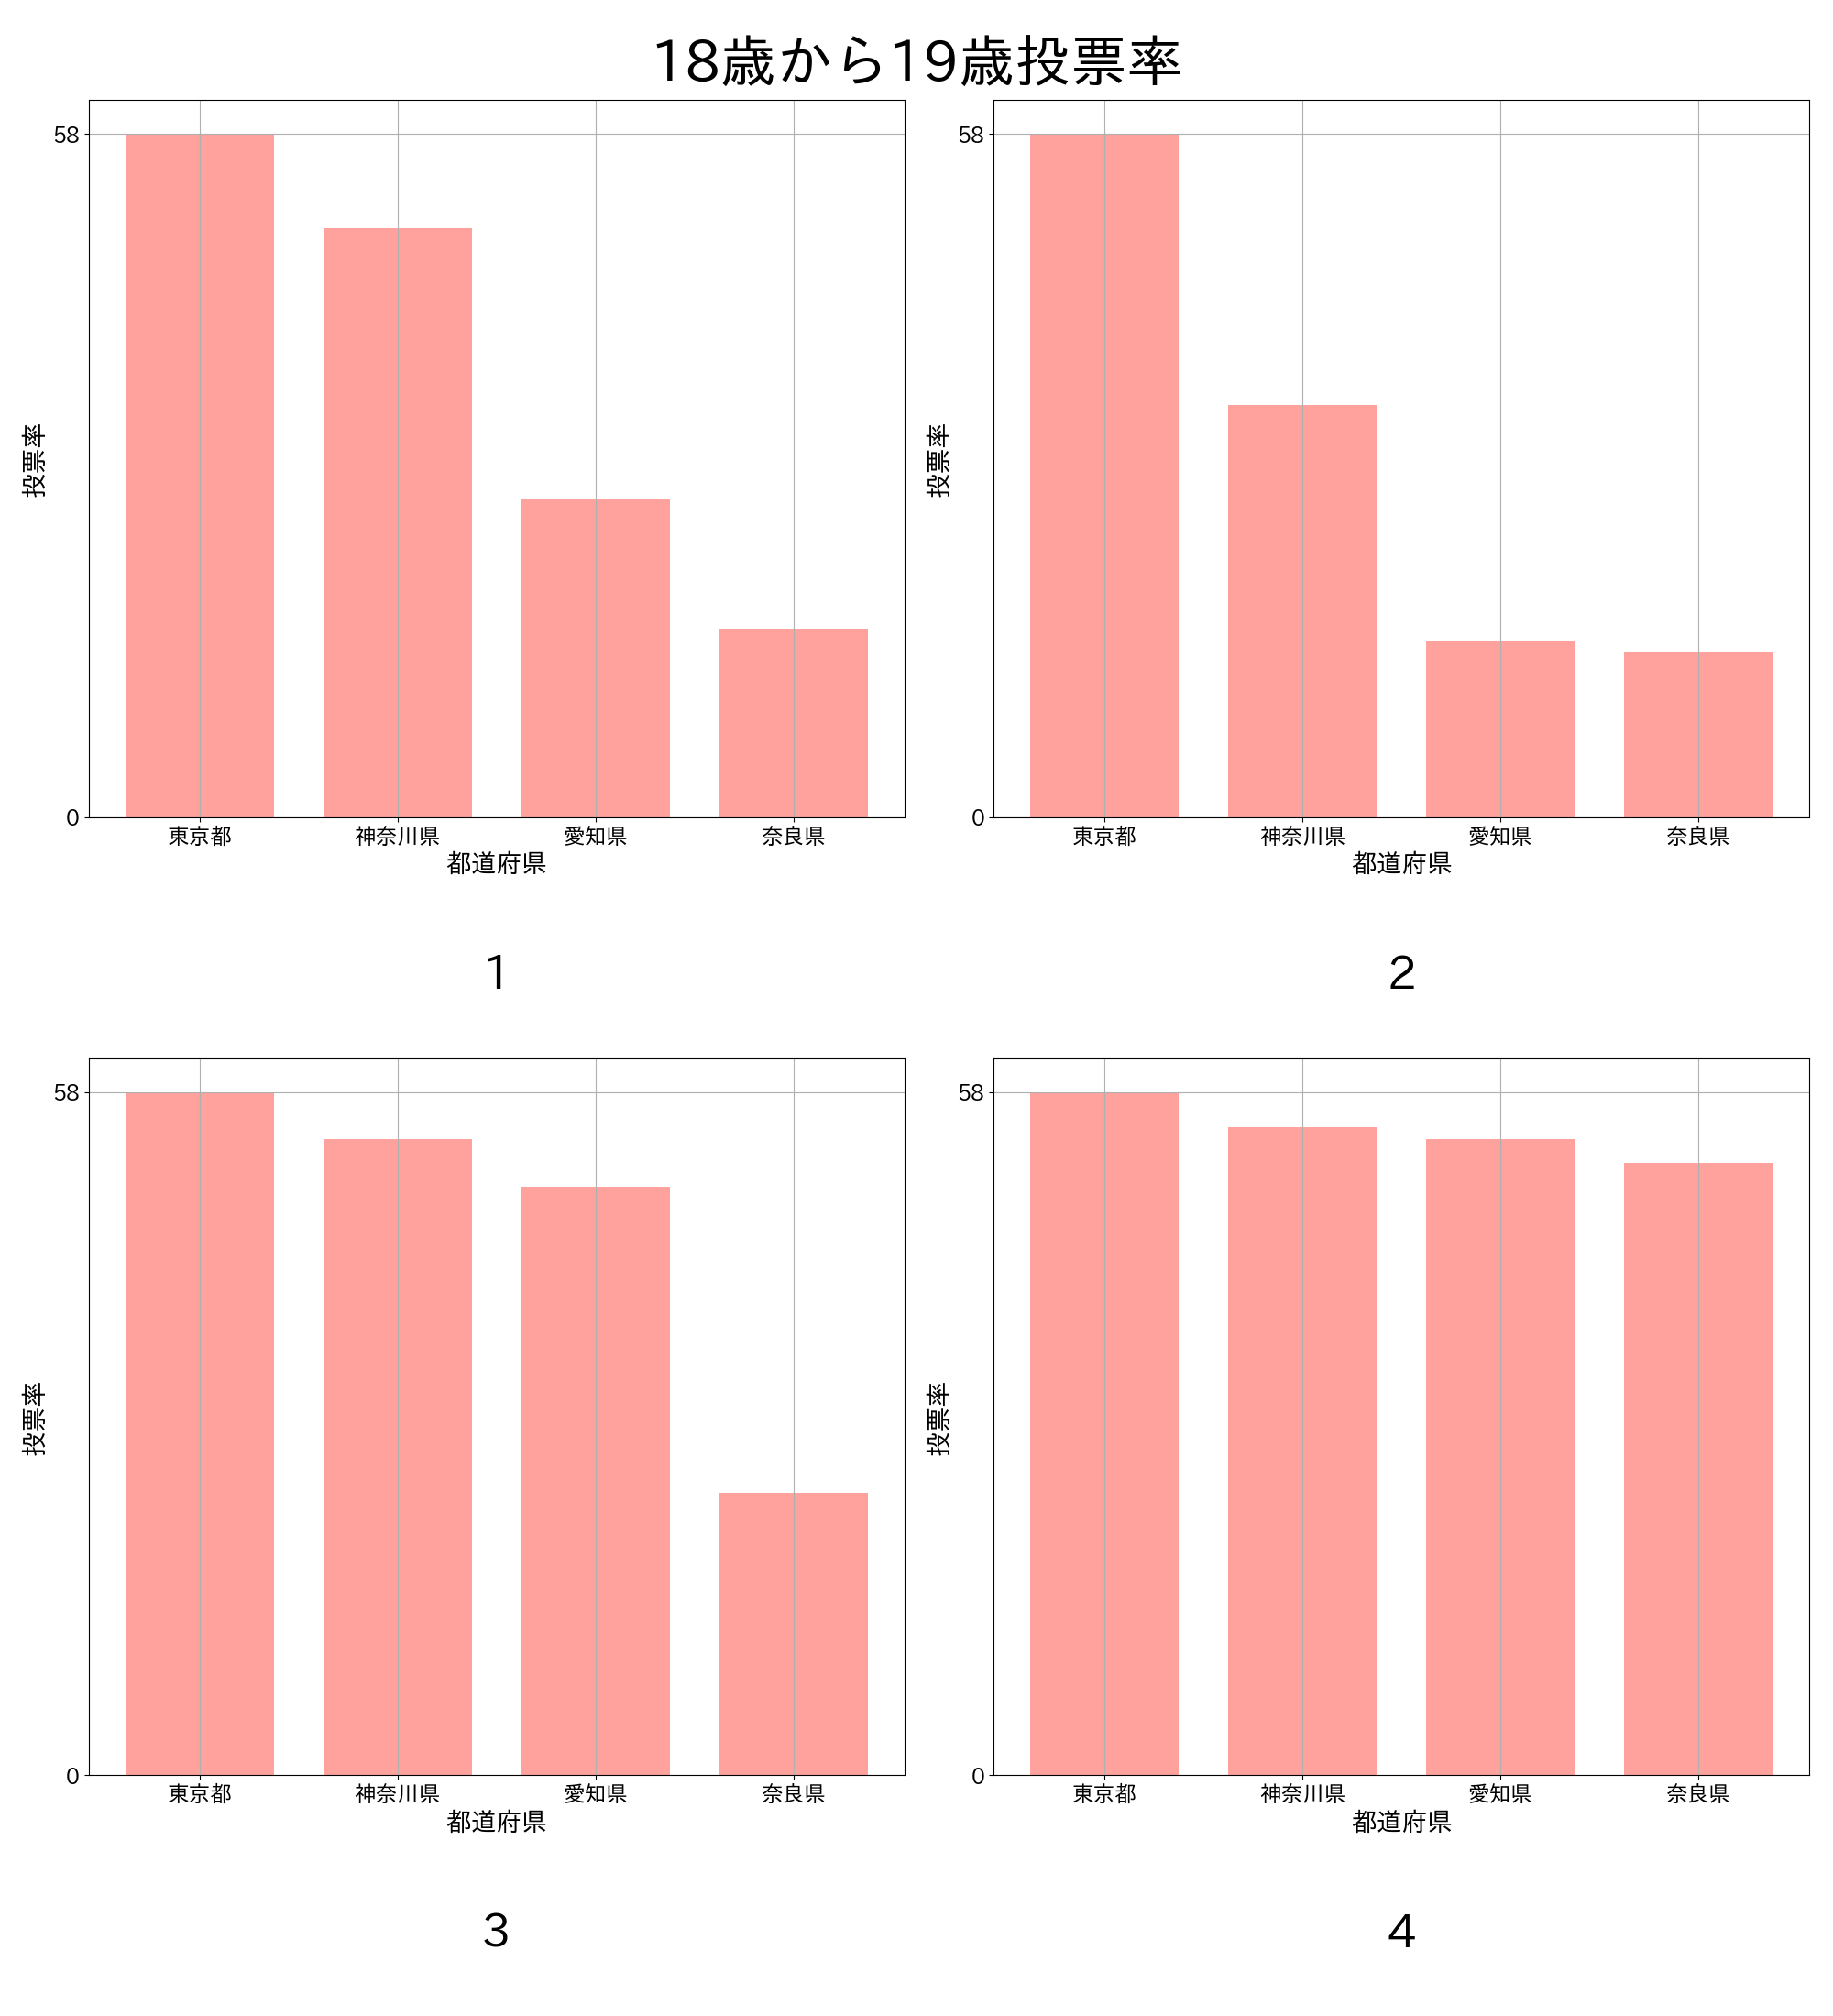 18歳から19歳投票率
58
0
投票率
東京都 神奈川県 愛知県 奈良県
都道府県
1
58
0
投票率
東京都 神奈川県 愛知県 奈良県
都道府県
2
58
0
投票率
東京都 神奈川県 愛知県 奈良県
都道府県
3
58
0
投票率
東京都 神奈川県 愛知県 奈良県
都道府県
4